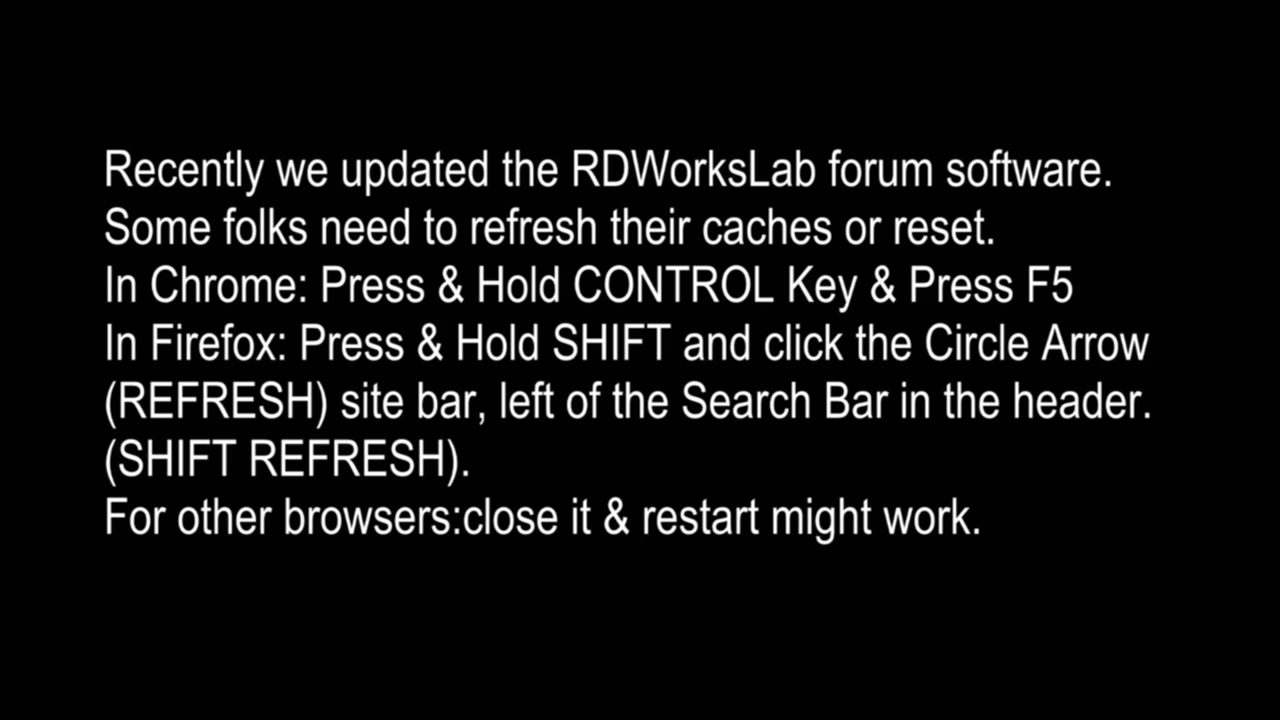 Recently we updated the RDWorksLab forum software.
Some folks need to refresh their caches or reset.
In Chrome: Press & Hold CONTROL Key & Press F5
In Firefox: Press & Hold SHIFT and click the Circle Arrow
(REFRESH) site bar, left of the Search Bar in the header.
(SHIFT REFRESH).
For other browsers:close it & restart might work.